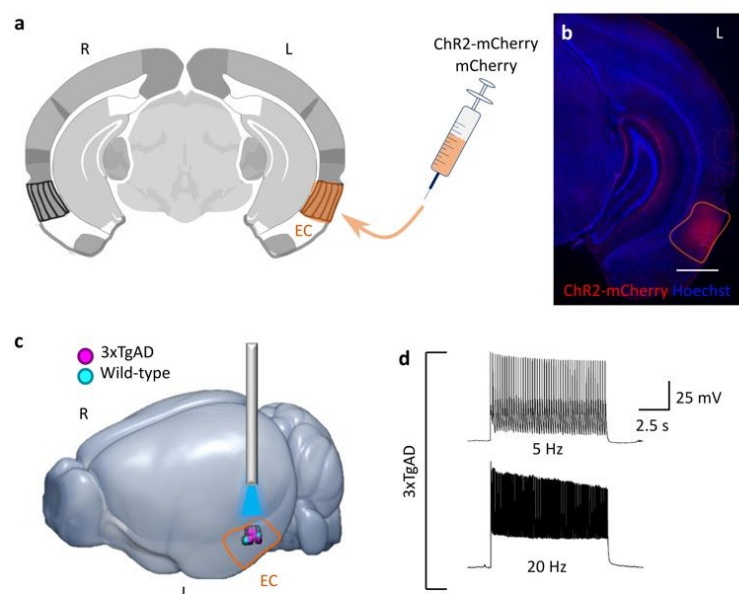 a
R
L
ChR2-mCherry
mCherry
EC
b
L
ChR2-mCherry Hoechst
c
3xTgAD
Wild-type
R
EC
L
d
3xTgAD
5 Hz
25 mV
2.5 s
20 Hz